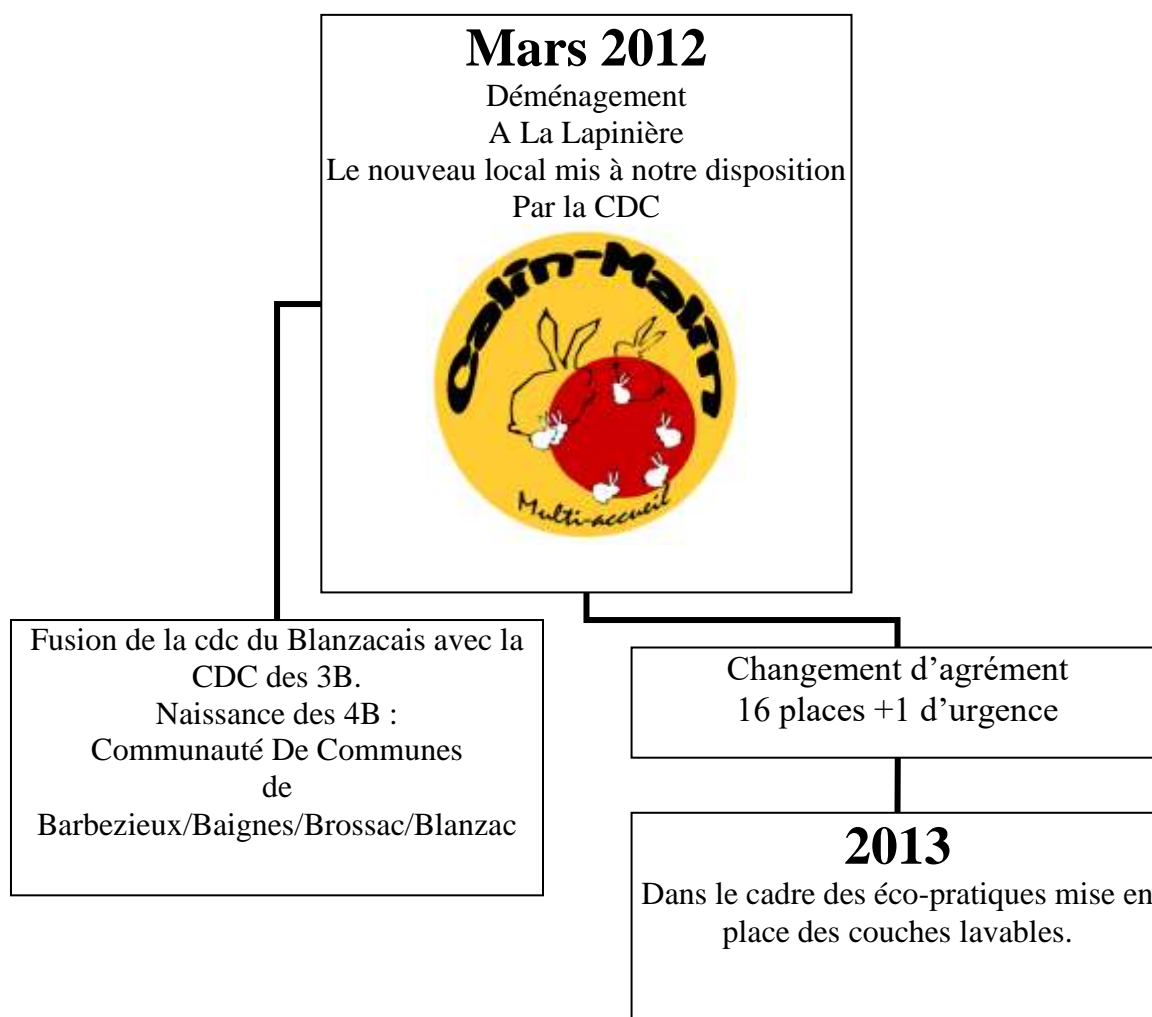 Mars 2012
Déménagement
A La Lapinière
Le nouveau local mis à notre disposition
Par la CDC
Calin-Malin
Multi-accueil
Fusion de la cdc du Blanzacais avec la
CDC des 3B.
Naissance des 4B :
Communauté De Communes
de
Barbezieux/Baignes/Brossac/Blanzac
Changement d’agrément
16 places +1 d’urgence
2013
Dans le cadre des éco-pratiques mise en
place des couches lavables.